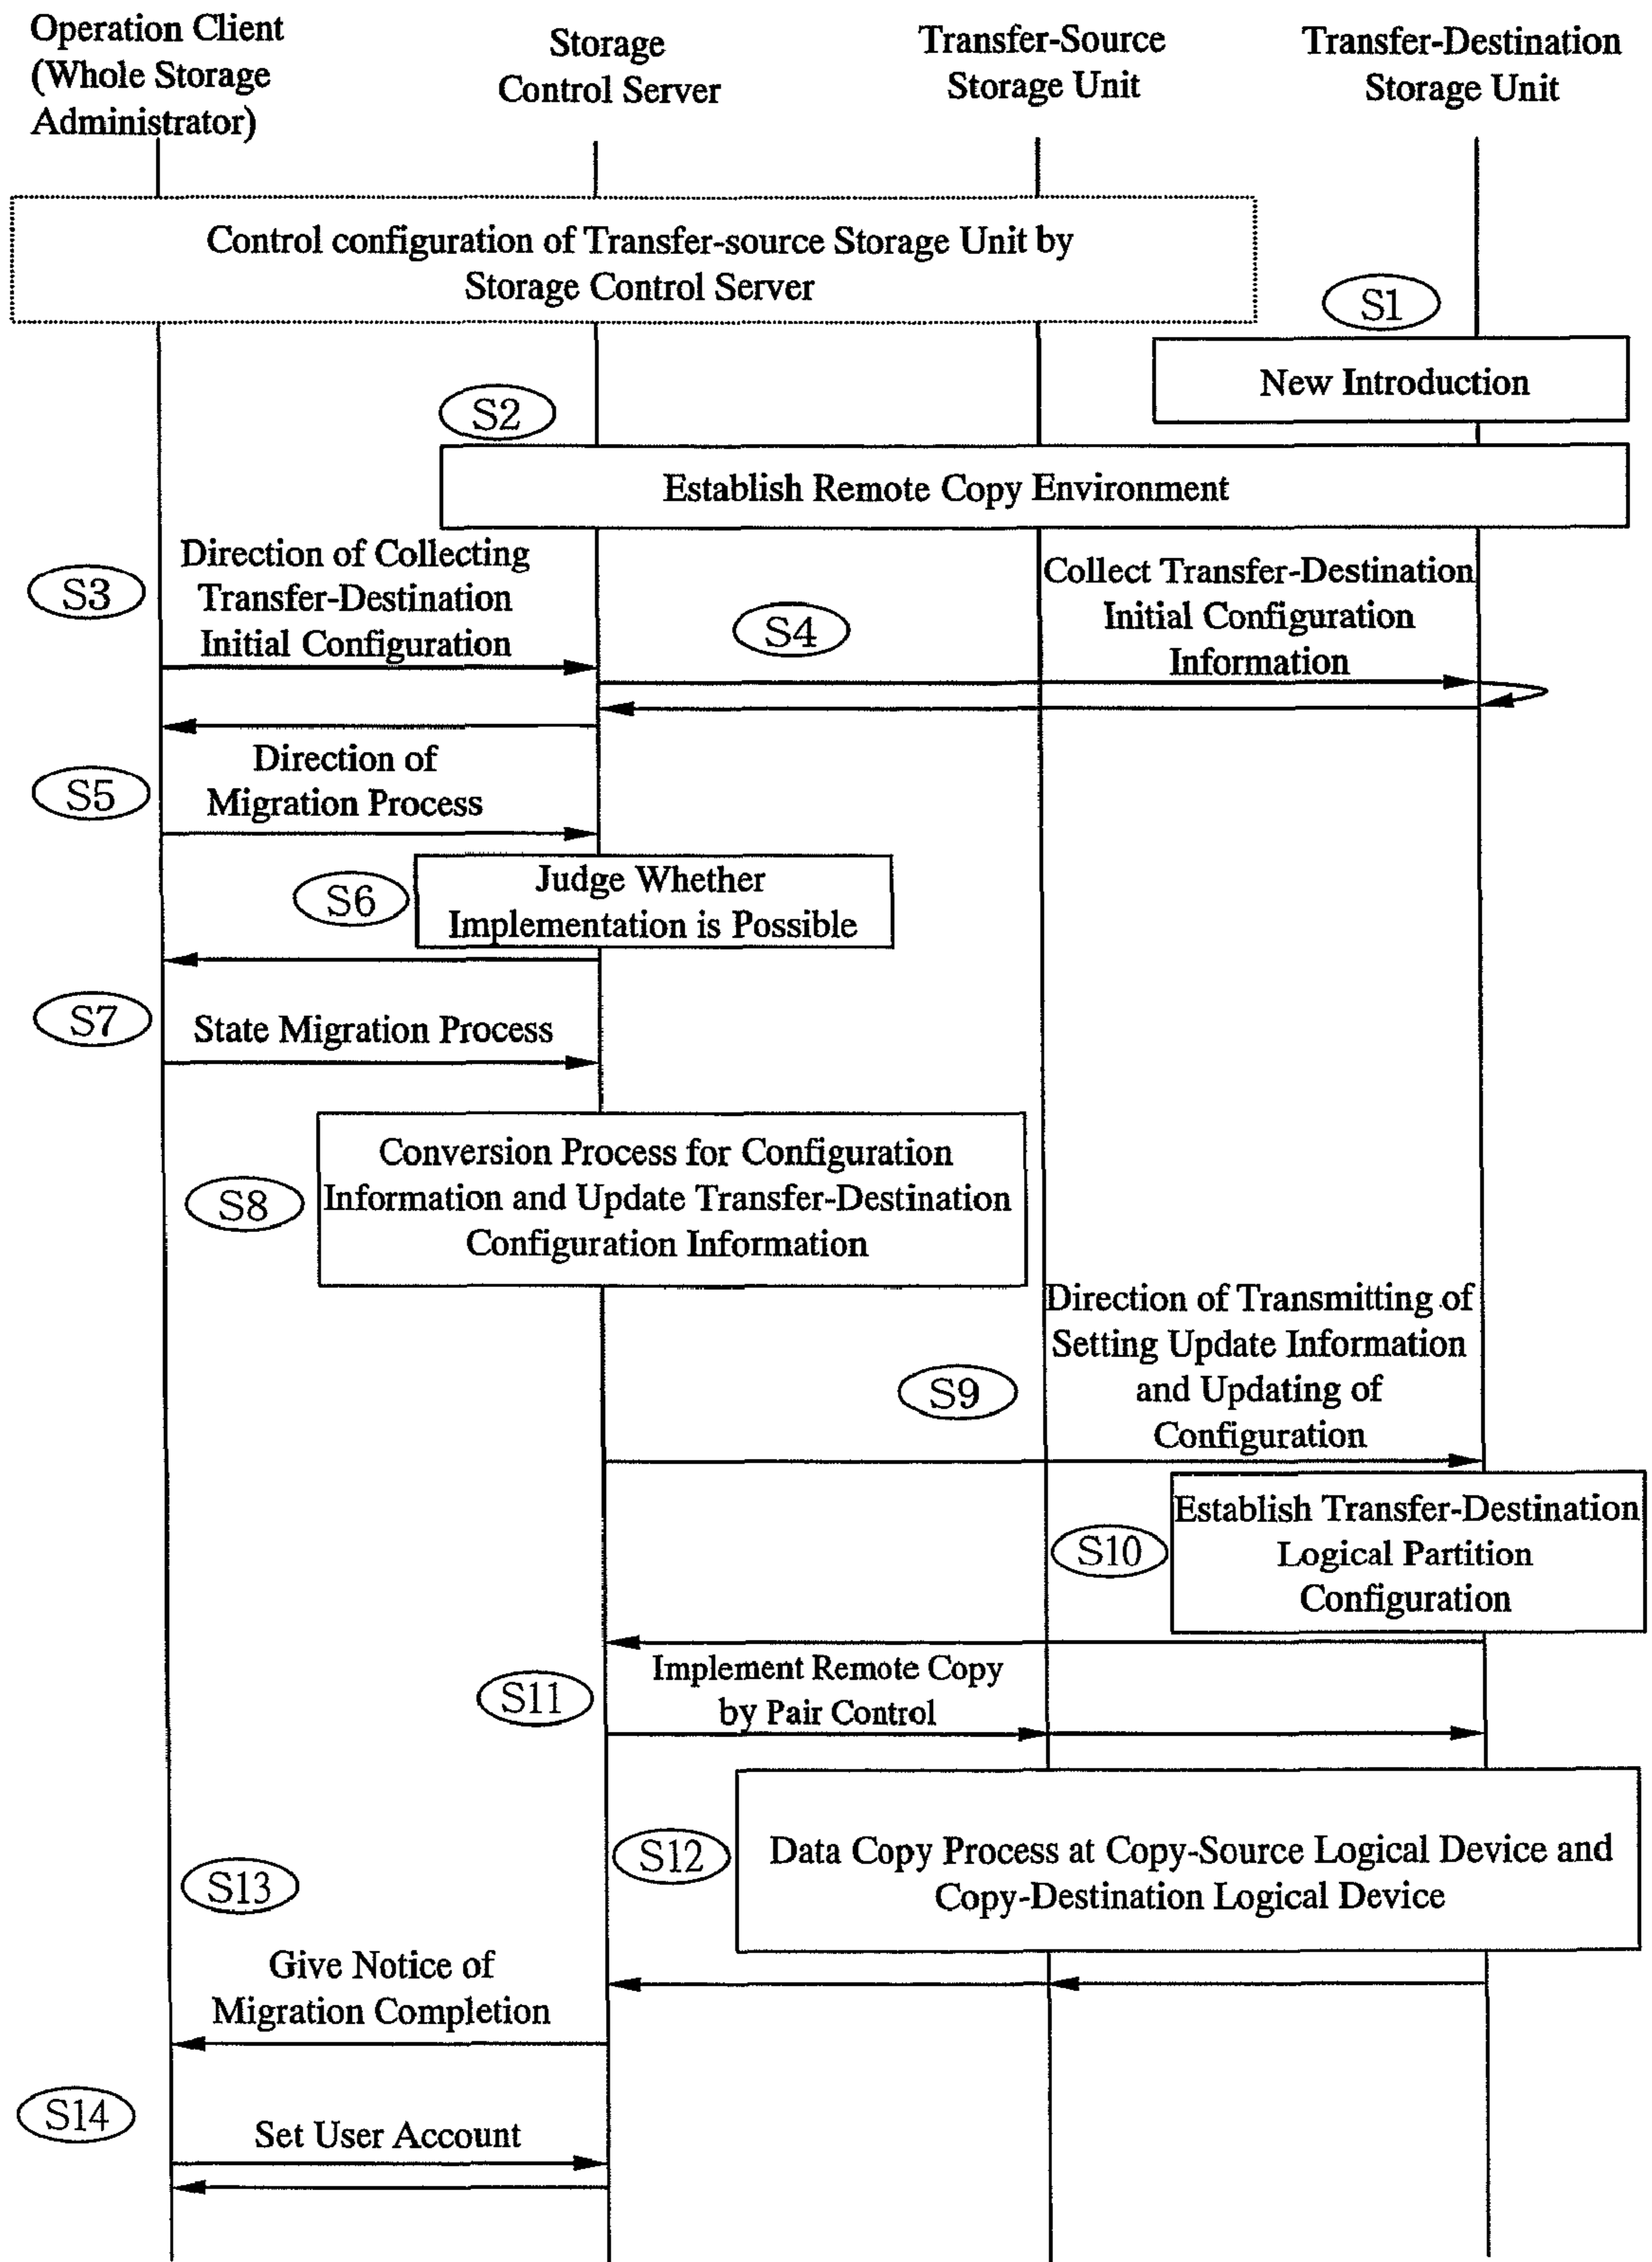 Operation Client
(Whole Storage
Administrator)
Storage
Control Server
Transfer-Source
Storage Unit
Transfer-Destination
Storage Unit
Control configuration of Transfer-source Storage Unit by
Storage Control Server
S1
New Introduction
S2
Establish Remote Copy Environment
S3
Direction of Collecting
Transfer-Destination
Initial Configuration
S4
Collect Transfer-Destination
Initial Configuration
Information
S5
Direction of
Migration Process
S6
Judge Whether
Implementation is Possible
S7
State Migration Process
S8
Conversion Process for Configuration
Information and Update Transfer-Destination
Configuration Information
S9
Direction of Transmitting of
Setting Update Information
and Updating of
Configuration
S10
Establish Transfer-Destination
Logical Partition
Configuration
S11
Implement Remote Copy
by Pair Control
S12
Data Copy Process at Copy-Source Logical Device and
Copy-Destination Logical Device
S13
Give Notice of
Migration Completion
S14
Set User Account